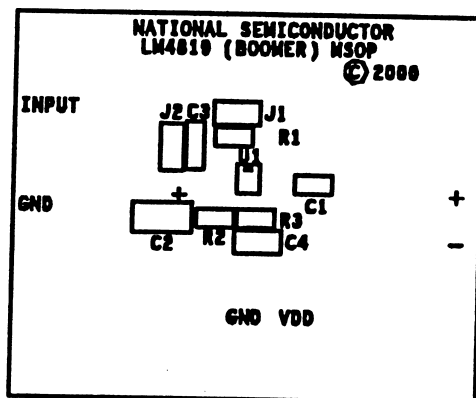 NATIONAL SEMICONDUCTOR
LM4819 (BOOMER) MSOP
© 2000
INPUT
J2 C3 J1
R1
U1
GND
+
C1
+
C2 R2 R3
C4
-
GND VDD